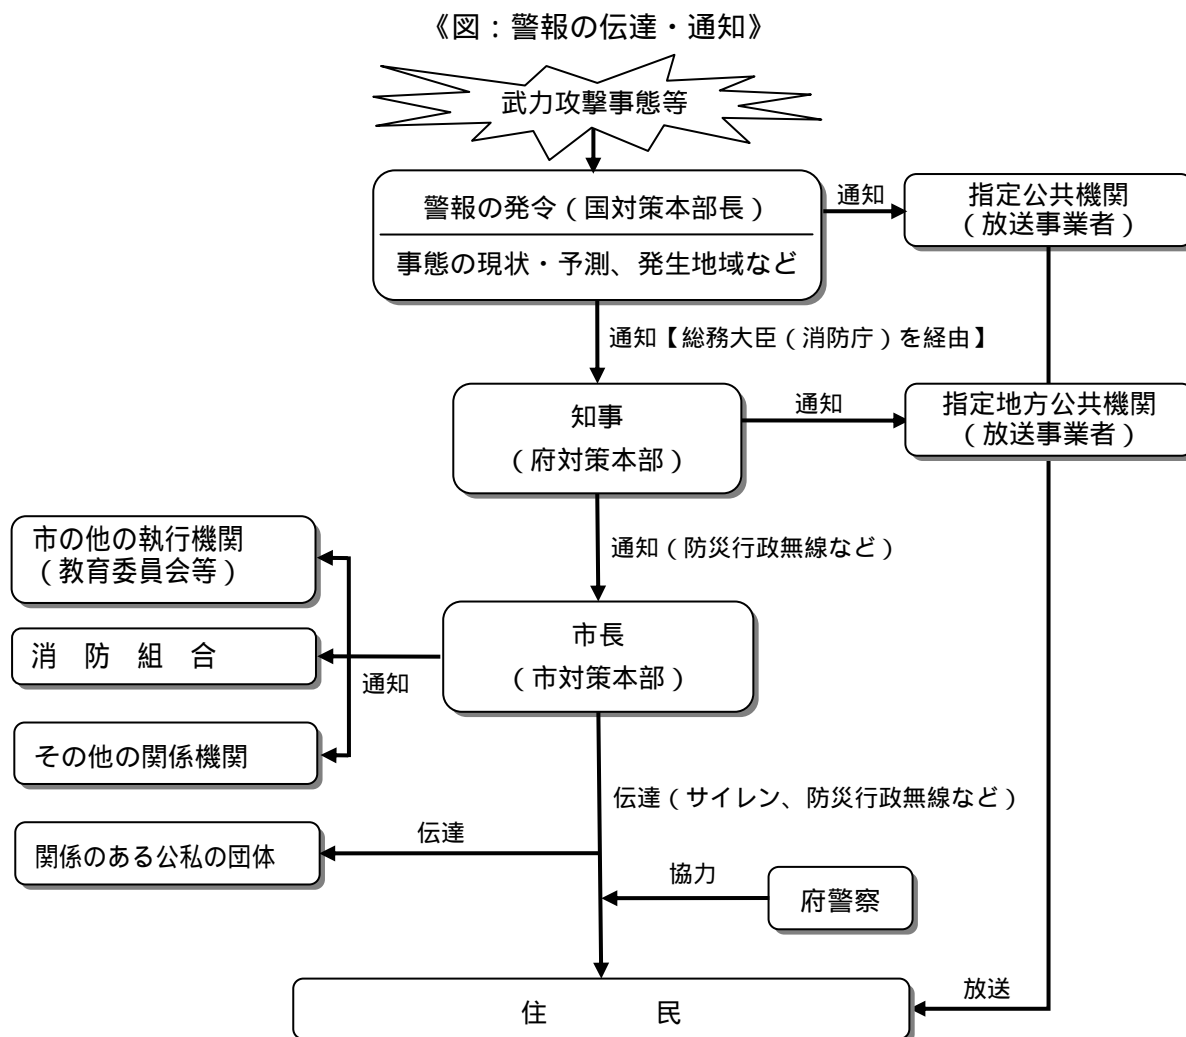 《図：警報の伝達・通知》
武力攻撃事態等
警報の発令（国対策本部長）
事態の現状・予測、発生地域など
通知
指定公共機関
（放送事業者）
通知【総務大臣（消防庁）を経由】
知事
（府対策本部）
通知
指定地方公共機関
（放送事業者）
通知（防災行政無線など）
市の他の執行機関
（教育委員会等）
消　防　組　合
その他の関係機関
通知
市長
（市対策本部）
伝達（サイレン、防災行政無線など）
関係のある公私の団体
伝達
協力
府警察
放送
住　　　　民